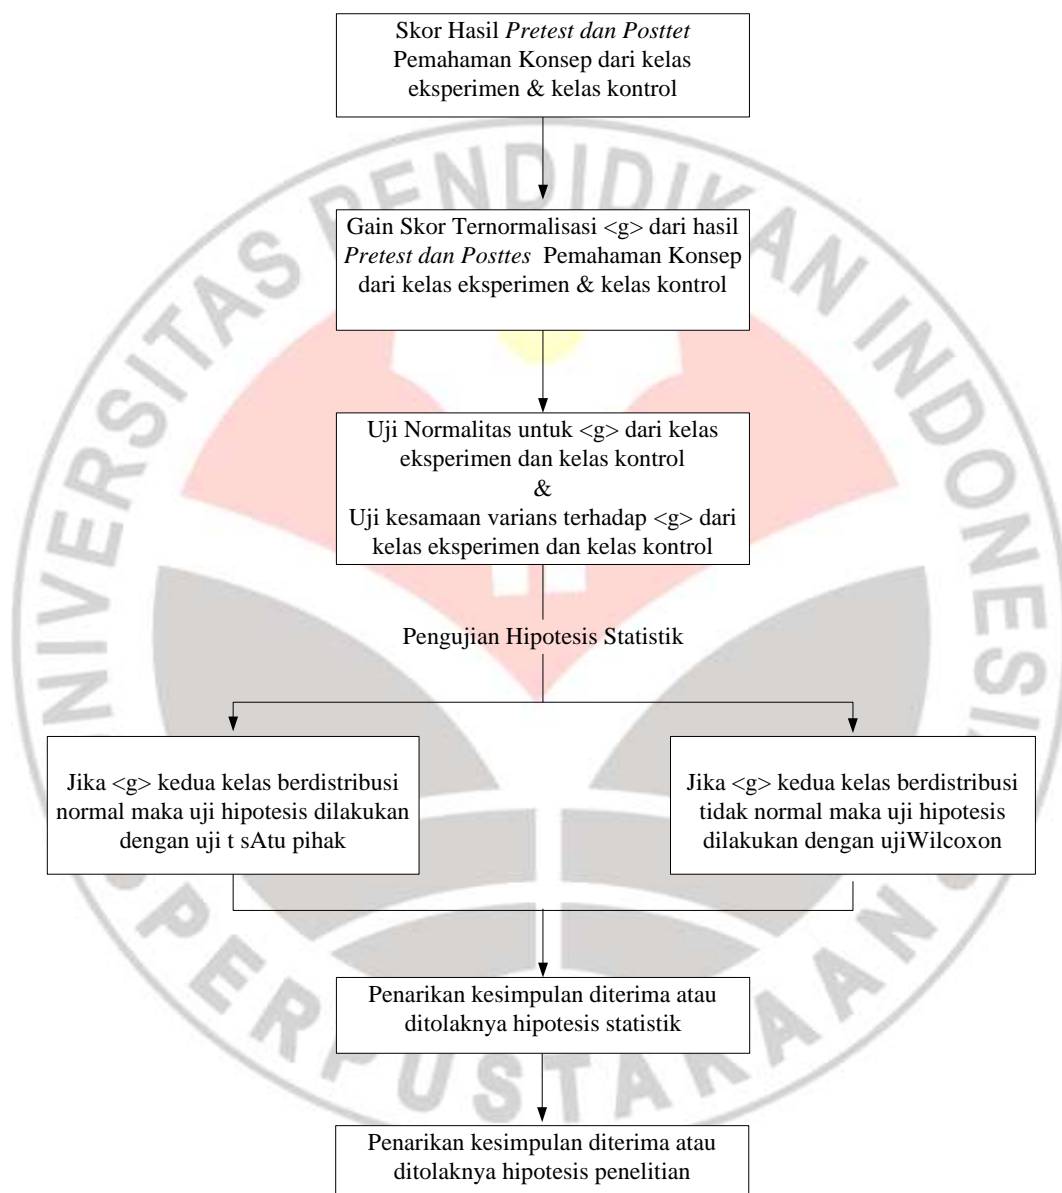 Skor Hasil Pretest dan Posttet
Pemahaman Konsep dari kelas
eksperimen & kelas kontrol
Gain Skor Ternormalisasi <g> dari hasil
Pretest dan Posttes Pemahaman Konsep
dari kelas eksperimen & kelas kontrol
Uji Normalitas untuk <g> dari kelas
eksperimen dan kelas kontrol
&
Uji kesamaan varians terhadap <g> dari
kelas eksperimen dan kelas kontrol
Pengujian Hipotesis Statistik
Jika <g> kedua kelas berdistribusi
normal maka uji hipotesis dilakukan
dengan uji t sAtu pihak
Jika <g> kedua kelas berdistribusi
tidak normal maka uji hipotesis
dilakukan dengan ujiWilcoxon
Penarikan kesimpulan diterima atau
ditolaknya hipotesis statistik
Penarikan kesimpulan diterima atau
ditolaknya hipotesis penelitian
UNIVERSITAS PENDIDIKAN INDONESIA
PERPUSTAKAAN